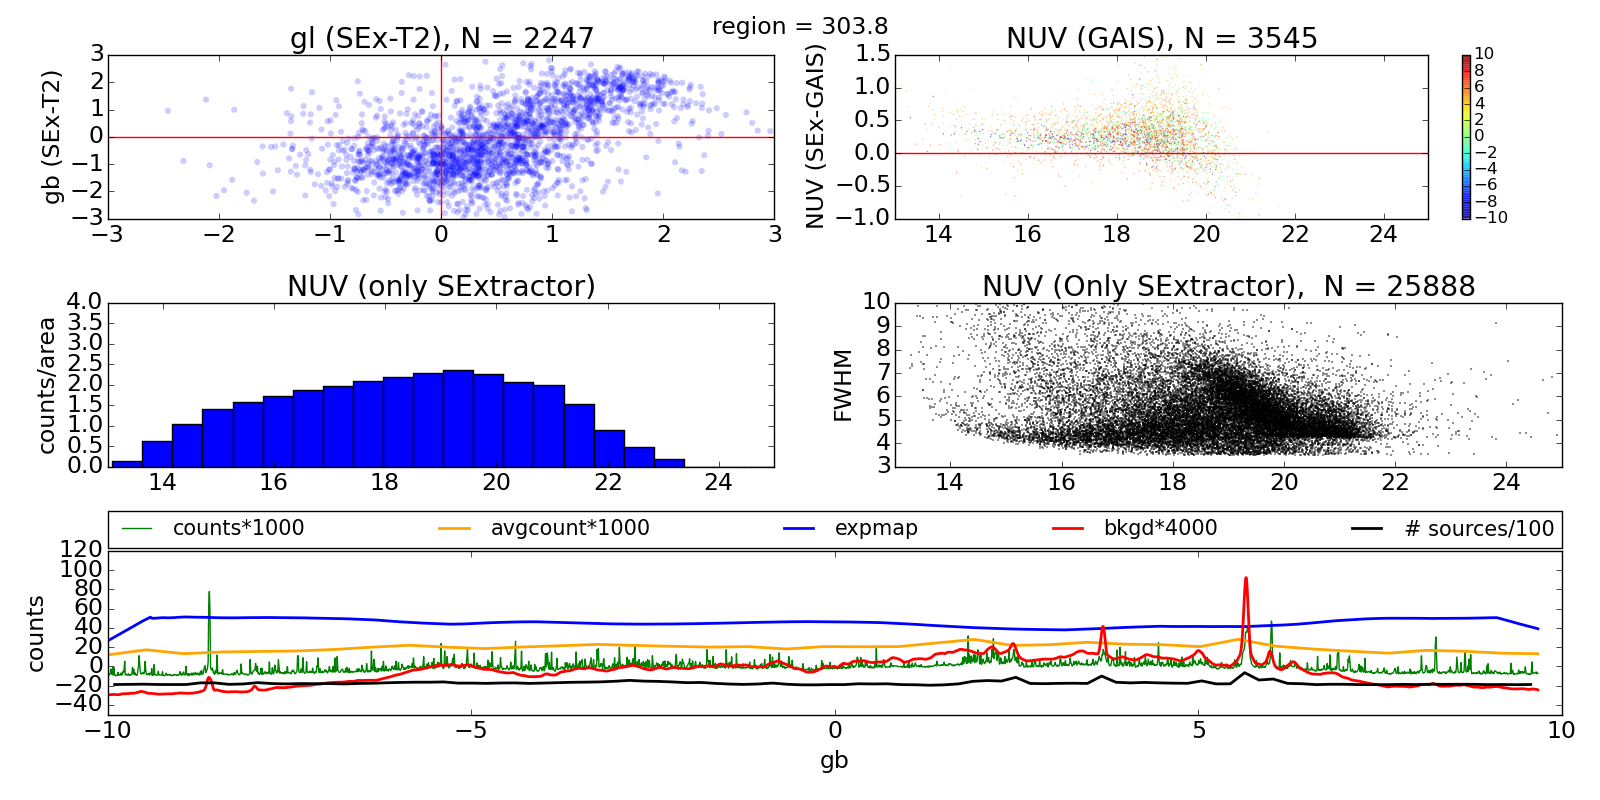 region = 303.8
gl (SEx-T2), N = 2247
gb (SEx-T2)
3
2
1
0
−1
−2
−3
−3 −2 −1 0 1 2 3
NUV (GAIS), N = 3545
NUV (SEx-GAIS)
1.5
1.0
0.5
0.0
−0.5
−1.0
14 16 18 20 22 24
10
8
6
4
2
0
−2
−4
−6
−8
−10
NUV (only SExtractor)
counts/area
4.0
3.5
3.0
2.5
2.0
1.5
1.0
0.5
0.0
14 16 18 20 22 24
NUV (Only SExtractor), N = 25888
FWHM
10
9
8
7
6
5
4
3
14 16 18 20 22 24
counts*1000 avgcount*1000 expmap bkgd*4000 # sources/100
counts
120
100
80
60
40
20
0
−20
−40
−10 −5 0 5 10
gb